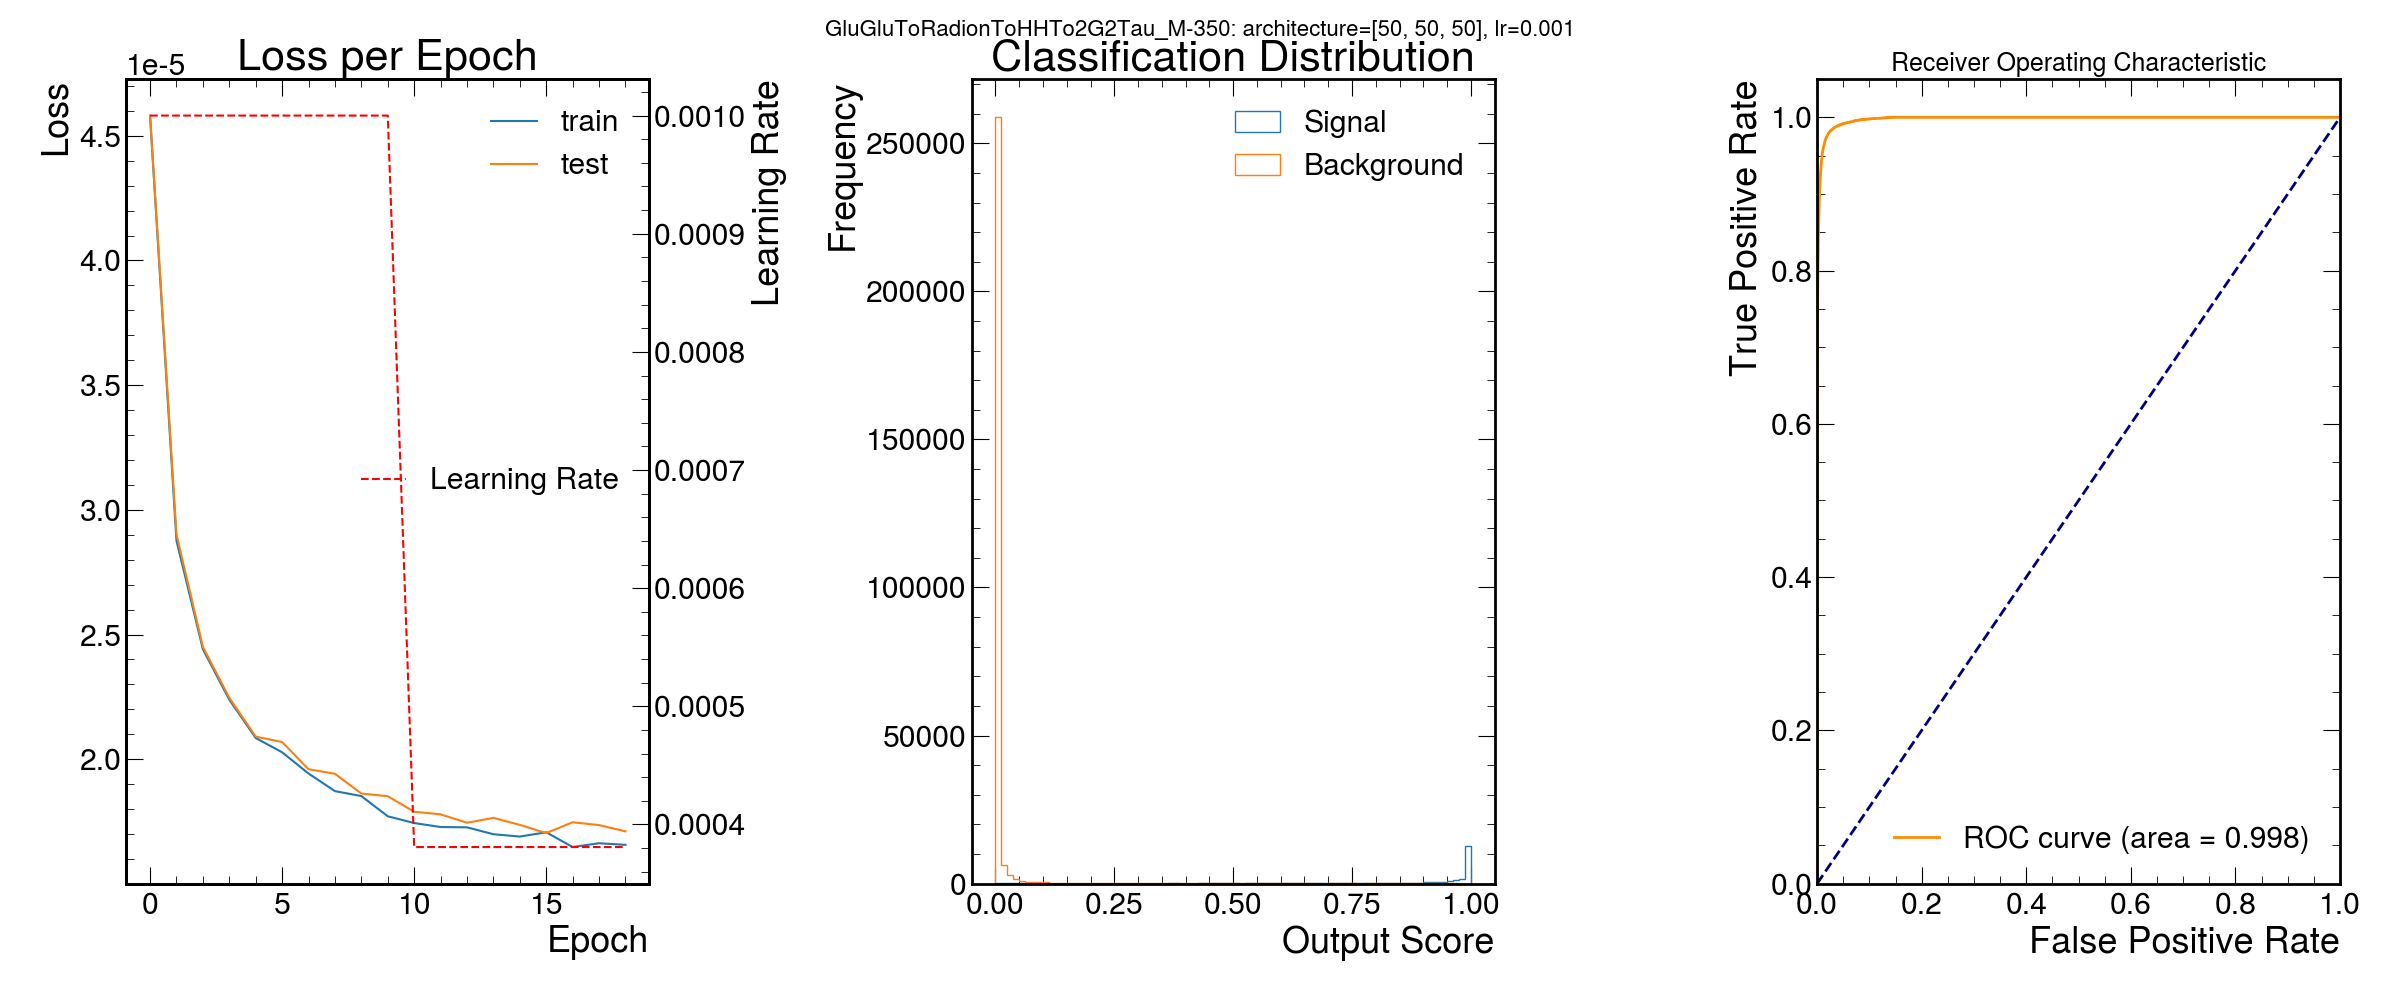 GluGluToRadionToHHTo2G2Tau_M-350: architecture=[50, 50, 50], lr=0.001
Loss per Epoch
1e-5
Loss
4.5
4.0
3.5
3.0
2.5
2.0
0
5
10
15
Epoch
train
test
Learning Rate
Learning Rate
0.0010
0.0009
0.0008
0.0007
0.0006
0.0005
0.0004
Classification Distribution
Frequency
250000
200000
150000
100000
50000
0
0.00
0.25
0.50
0.75
1.00
Output Score
Signal
Background
Receiver Operating Characteristic
True Positive Rate
1.0
0.8
0.6
0.4
0.2
0.0
0.0
0.2
0.4
0.6
0.8
1.0
False Positive Rate
ROC curve (area = 0.998)